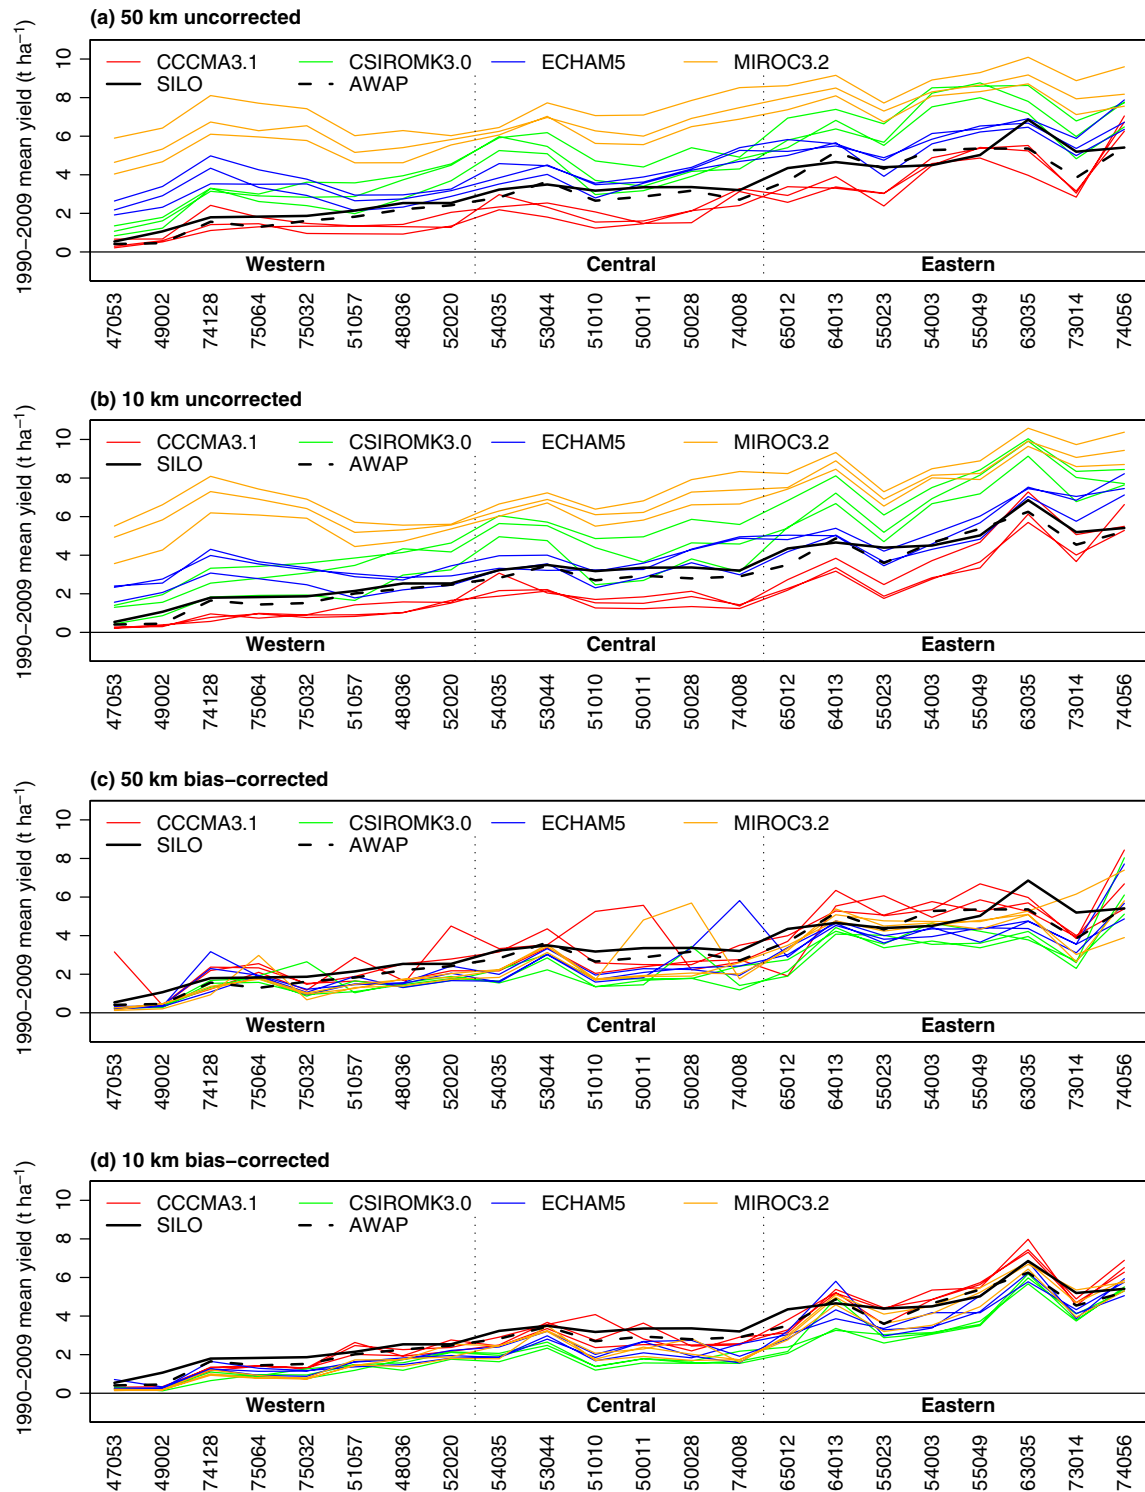 (a) 50 km uncorrected
1990−2009 mean yield (t ha−1)
0 2 4 6 8 10
CCCMA3.1 CSIROMK3.0 ECHAM5 MIROC3.2
SILO AWAP
Western Central Eastern
47053 49002 74128 75064 75032 51057 48036 52020 54035 53044 51010 50011 50028 74008 65012 64013 55023 54003 55049 63035 73014 74056
(b) 10 km uncorrected
1990−2009 mean yield (t ha−1)
0 2 4 6 8 10
CCCMA3.1 CSIROMK3.0 ECHAM5 MIROC3.2
SILO AWAP
Western Central Eastern
47053 49002 74128 75064 75032 51057 48036 52020 54035 53044 51010 50011 50028 74008 65012 64013 55023 54003 55049 63035 73014 74056
(c) 50 km bias−corrected
1990−2009 mean yield (t ha−1)
0 2 4 6 8 10
CCCMA3.1 CSIROMK3.0 ECHAM5 MIROC3.2
SILO AWAP
Western Central Eastern
47053 49002 74128 75064 75032 51057 48036 52020 54035 53044 51010 50011 50028 74008 65012 64013 55023 54003 55049 63035 73014 74056
(d) 10 km bias−corrected
1990−2009 mean yield (t ha−1)
0 2 4 6 8 10
CCCMA3.1 CSIROMK3.0 ECHAM5 MIROC3.2
SILO AWAP
Western Central Eastern
47053 49002 74128 75064 75032 51057 48036 52020 54035 53044 51010 50011 50028 74008 65012 64013 55023 54003 55049 63035 73014 74056